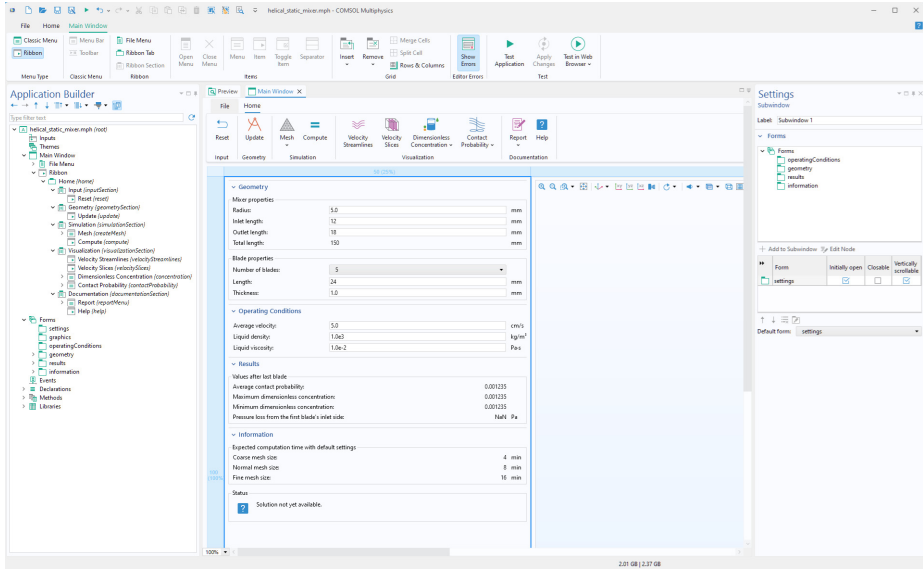 helical_static_mixer.mph - COMSOL Multiphysics
File Home Main Window
Classic Menu
Ribbon
Menu Type
Menu Bar
Toolbar
Classic Menu
File Menu
Ribbon Tab
Ribbon Section
Ribbon
Open Menu
Close Menu
Menu
Item
Toggle Item
Separator
Items
Insert
Remove
Merge Cells
Split Cell
Rows & Columns
Grid
Show Errors
Editor Errors
Test Application
Apply Changes
Test in Web Browser
Test
Application Builder
Type filter text
helical_static_mixer.mph (root)
Inputs
Themes
Main Window
File Menu
Ribbon
Home (home)
Input (inputSection)
Reset (reset)
Geometry (geometrySection)
Update (update)
Simulation (simulationSection)
Mesh (createMesh)
Compute (compute)
Visualization (visualizationSection)
Velocity Streamlines (velocityStreamlines)
Velocity Slices (velocitySlices)
Dimensionless Concentration (concentration)
Contact Probability (contactProbability)
Documentation (documentationSection)
Report (reportMenu)
Help (help)
Forms
settings
graphics
operatingConditions
geometry
results
information
Events
Declarations
Methods
Libraries
Preview Main Window
File Home
Reset
Input
Update
Geometry
Mesh
Compute
Simulation
Velocity Streamlines
Velocity Slices
Dimensionless Concentration
Contact Probability
Visualization
Report
Help
Documentation
Geometry
Mixer properties
Radius: 5.0 mm
Inlet length: 12 mm
Outlet length: 18 mm
Total length: 150 mm
Blade properties
Number of blades: 5
Length: 24 mm
Thickness: 1.0 mm
Operating Conditions
Average velocity: 5.0 cm/s
Liquid density: 1.0e3 kg/m³
Liquid viscosity: 1.0e-2 Pa·s
Results
Values after last blade
Average contact probability: 0.001235
Maximum dimensionless concentration: 0.001235
Minimum dimensionless concentration: 0.001235
Pressure loss from the first blade's inlet side: NaN Pa
Information
Expected computation time with default settings
Coarse mesh size: 4 min
Normal mesh size: 8 min
Fine mesh size: 16 min
Status
Solution not yet available.
100%
Settings
Subwindow
Label: Subwindow 1
Forms
Forms
operatingConditions
geometry
results
information
Add to Subwindow Edit Node
Form Initially open Closable Vertically scrollable
settings
Default form: settings
2.01 GB | 2.37 GB